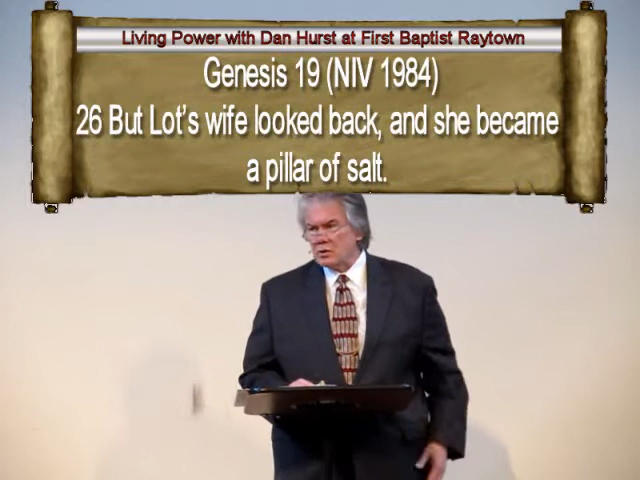 Living Power with Dan Hurst at First Baptist Raytown
Genesis 19 (NIV 1984)
26 But Lot's wife looked back, and she became
a pillar of salt.